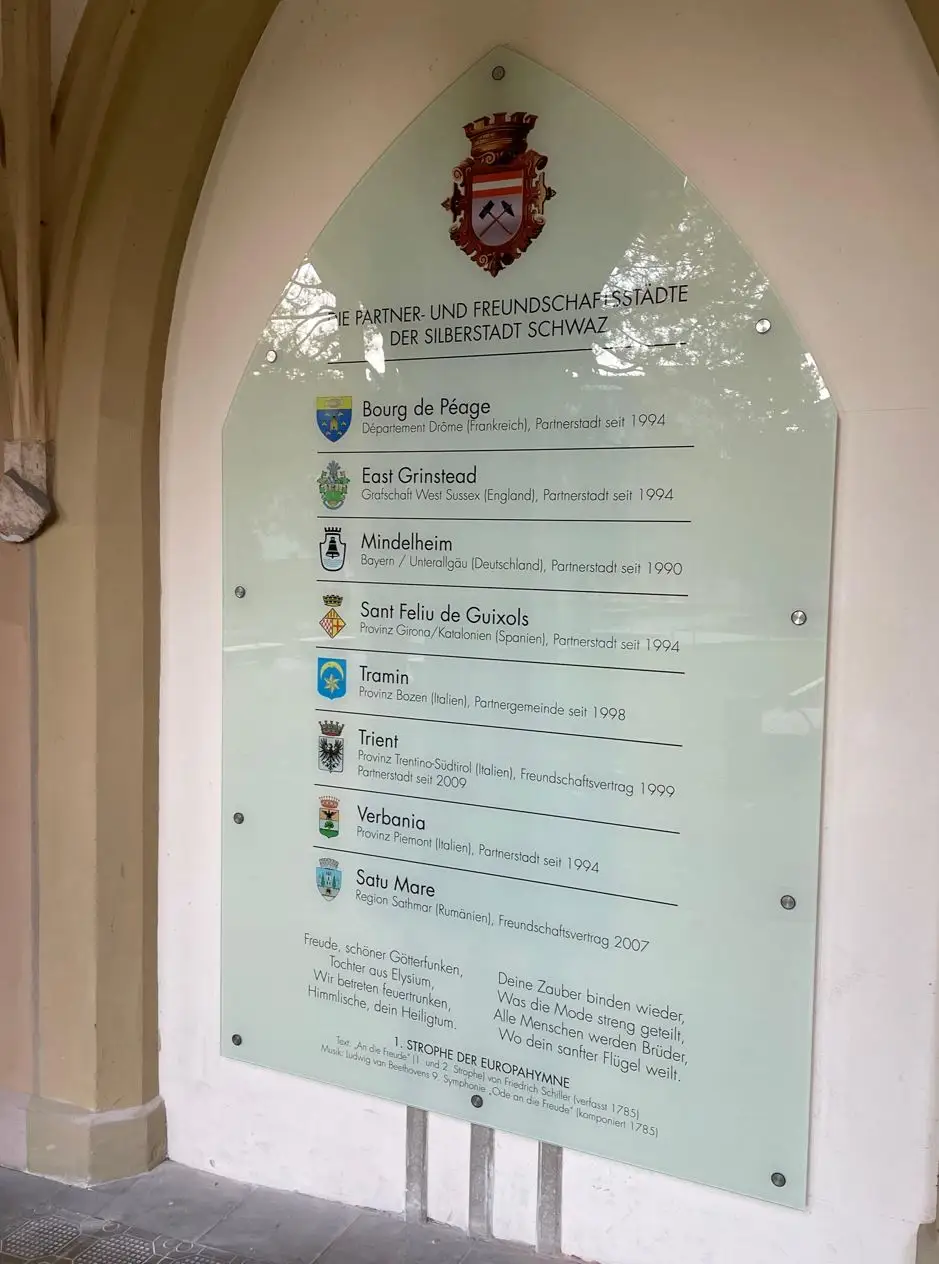 DIE PARTNER- UND FREUNDSCHAFTSSTÄDTE
DER SILBERSTADT SCHWAZ
Bourg de Péage
Département Drôme (Frankreich), Partnerstadt seit 1994
East Grinstead
Grafschaft West Sussex (England), Partnerstadt seit 1994
Mindelheim
Bayern / Unterallgäu (Deutschland), Partnerstadt seit 1990
Sant Feliu de Guixols
Provinz Girona/Katalonien (Spanien), Partnerstadt seit 1994
Tramin
Provinz Bozen (Italien), Partnergemeinde seit 1998
Trient
Provinz Trentino-Südtirol (Italien), Freundschaftsvertrag 1999
Partnerstadt seit 2009
Verbania
Provinz Piemont (Italien), Partnerstadt seit 1994
Satu Mare
Region Sathmar (Rumänien), Freundschaftsvertrag 2007
Freude, schöner Götterfunken,
Tochter aus Elysium,
Wir betreten feuertrunken,
Himmlische, dein Heiligtum.
Deine Zauber binden wieder,
Was die Mode streng geteilt,
Alle Menschen werden Brüder,
Wo dein sanfter Flügel weilt.
1. STROPHE DER EUROPAHYMNE
Text: „An die Freude" (1. und 2. Strophe) von Friedrich Schiller (verfasst 1785)
Musik: Ludwig van Beethovens 9. Symphonie „Ode an die Freude" (komponiert 1785)